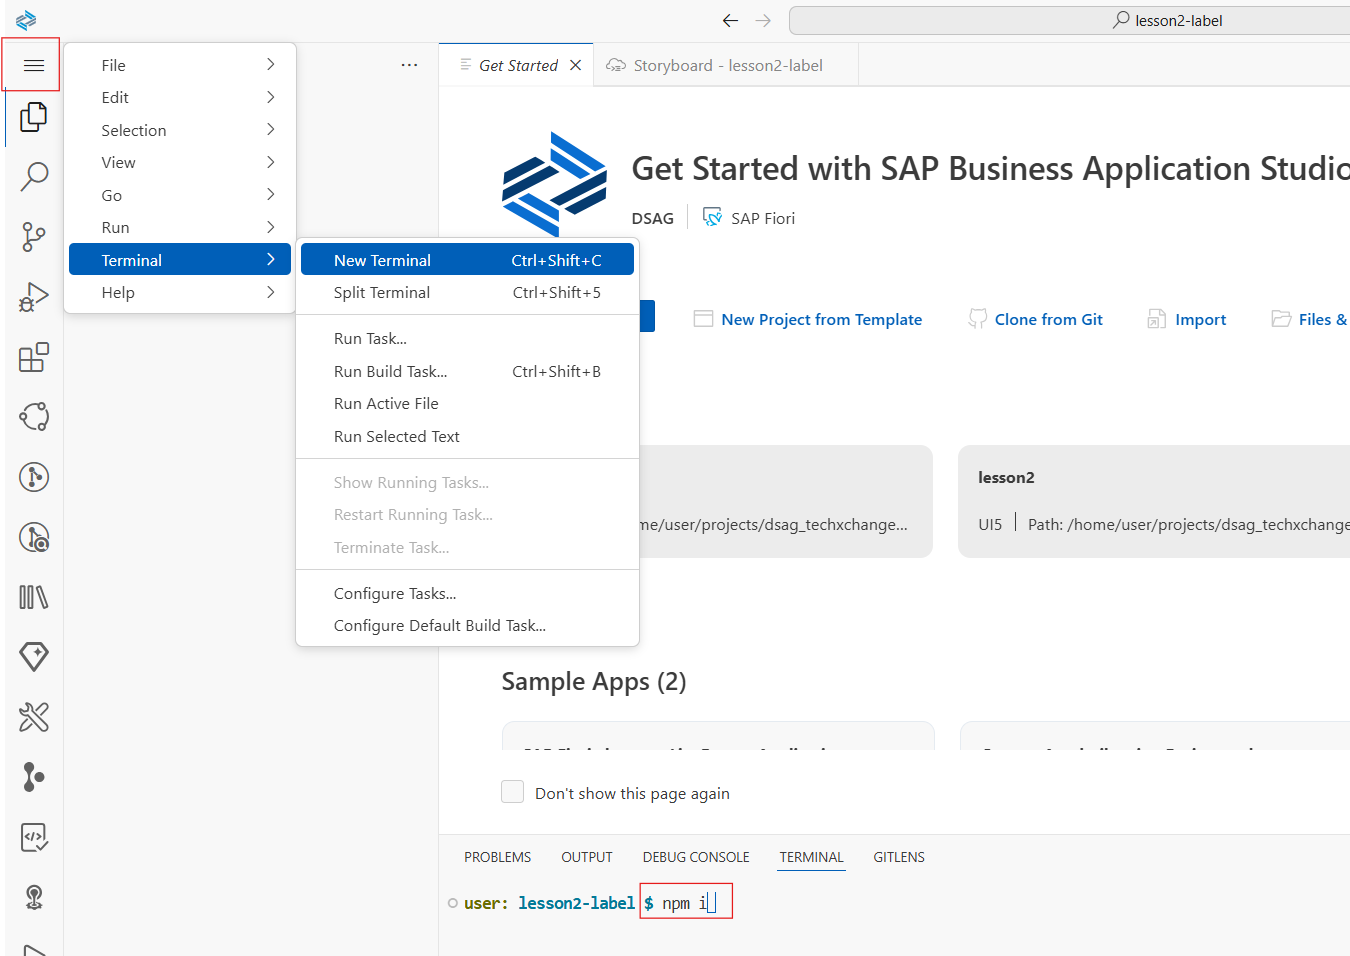 lesson2-label
File
Edit
Selection
View
Go
Run
Terminal
Help
New Terminal Ctrl+Shift+C
Split Terminal Ctrl+Shift+5
Run Task...
Run Build Task... Ctrl+Shift+B
Run Active File
Run Selected Text
Show Running Tasks...
Restart Running Task...
Terminate Task...
Configure Tasks...
Configure Default Build Task...
...
Get Started
Storyboard - lesson2-label
Get Started with SAP Business Application Studio
DSAG SAP Fiori
New Project from Template Clone from Git Import Files &
me/user/projects/dsag_techxchange...
lesson2
UI5 Path: /home/user/projects/dsag_techxchange
Sample Apps (2)
Don't show this page again
PROBLEMS OUTPUT DEBUG CONSOLE TERMINAL GITLENS
user: lesson2-label $ npm i